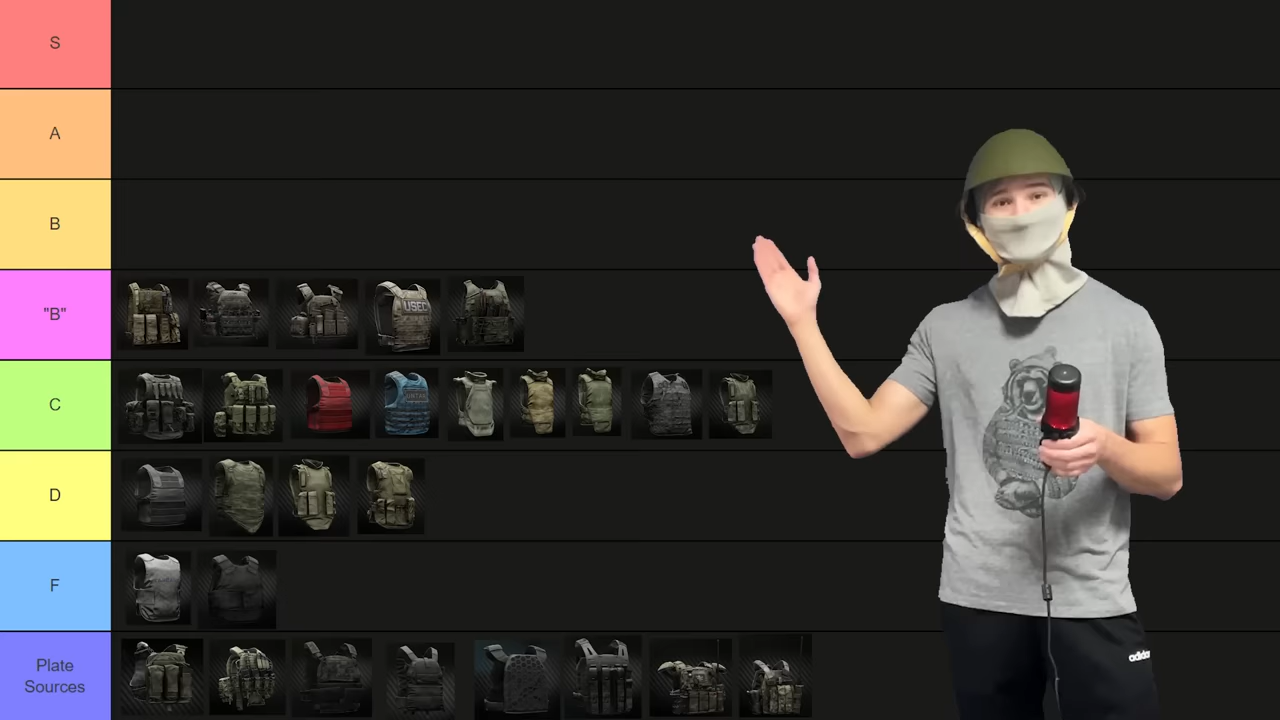 S
A
B
"B"
USEC
C
UNTAR
D
F
Plate
Sources
adidas